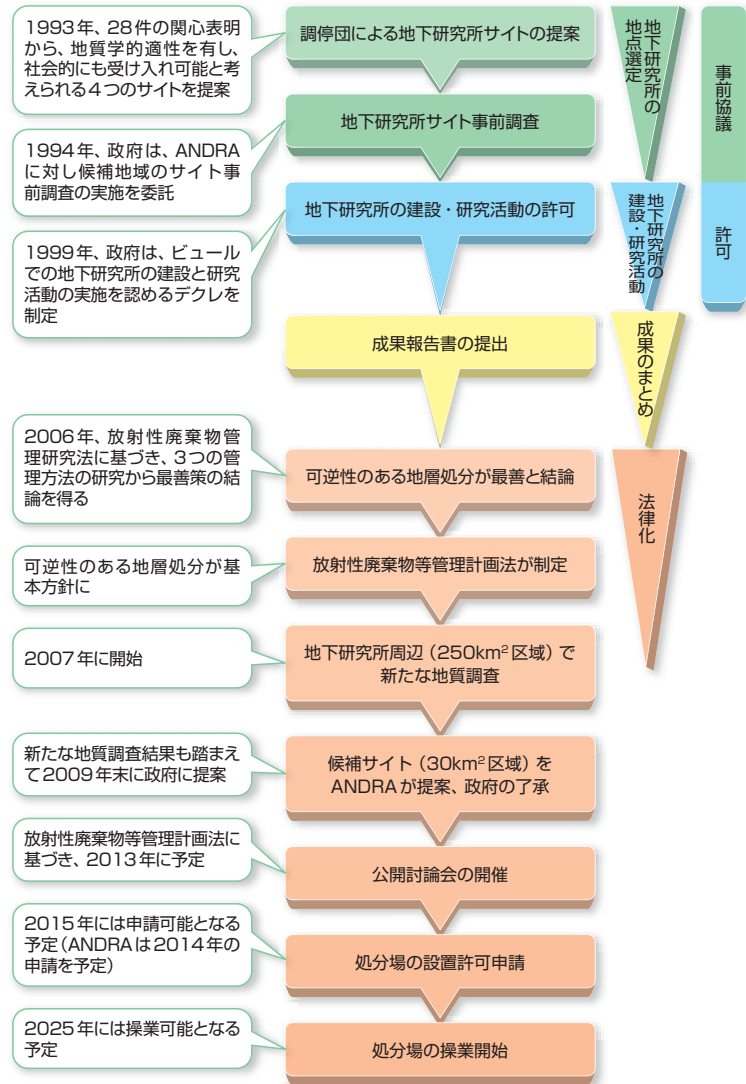 1993年、28件の関心表明
から、地質学的適性を有し、
社会的にも受け入れ可能と考
えられる4つのサイトを提案
調停団による地下研究所サイトの提案
地下研究所の
地点選定
事前協議
1994年、政府は、ANDRA
に対し候補地域のサイト事
前調査の実施を委託
地下研究所サイト事前調査
1999年、政府は、ビュール
での地下研究所の建設と研究
活動の実施を認めるデクレを
制定
地下研究所の建設・研究活動の許可
地下研究所の
建設・研究活動
許可
成果報告書の提出
成果のまとめ
2006年、放射性廃棄物管
理研究法に基づき、3つの管
理方法の研究から最善策の結
論を得る
可逆性のある地層処分が最善と結論
法律化
可逆性のある地層処分が基
本方針に
放射性廃棄物等管理計画法が制定
2007年に開始
地下研究所周辺（250km²区域）で
新たな地質調査
新たな地質調査結果も踏まえ
て2009年末に政府に提案
候補サイト（30km²区域）を
ANDRAが提案、政府の了承
放射性廃棄物等管理計画法に
基づき、2013年に予定
公開討論会の開催
2015年には申請可能となる
予定（ANDRAは2014年の
申請を予定）
処分場の設置許可申請
2025年には操業可能となる
予定
処分場の操業開始